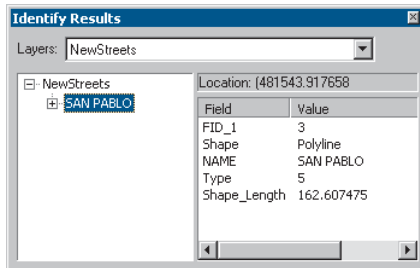 Identify Results
Layers: NewStreets
NewStreets
SAN PABLO
Location: (481543.917658
Field Value
FID_1 3
Shape Polyline
NAME SAN PABLO
Type 5
Shape_Length 162.607475